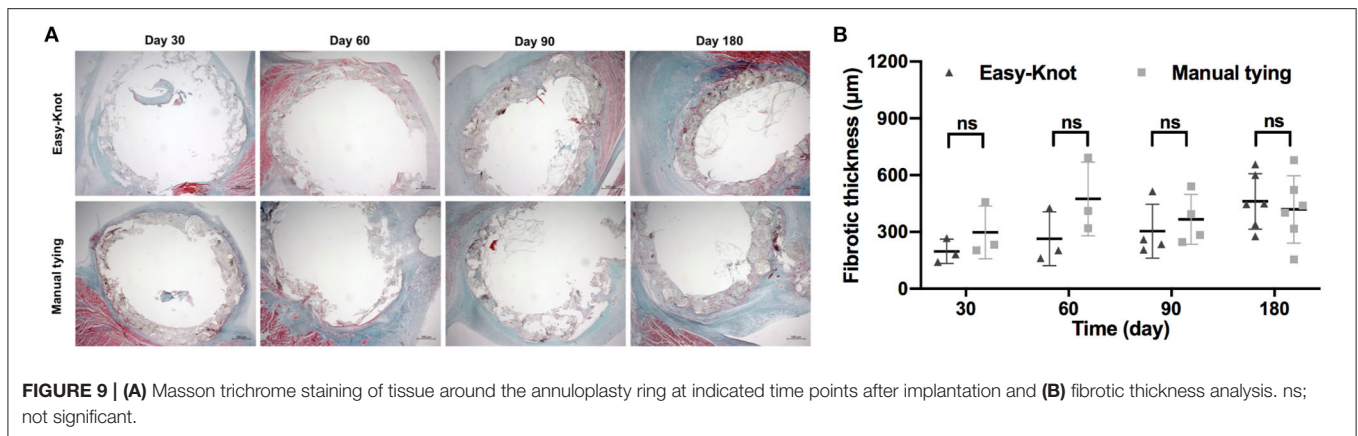 A
Day 30
Day 60
Day 90
Day 180
Easy-Knot
Manual tying
B
Easy-Knot
Manual tying
Fibrotic thickness (μm)
1200
900
600
300
0
ns
ns
ns
ns
30
60
90
180
Time (day)
FIGURE 9 | (A) Masson trichrome staining of tissue around the annuloplasty ring at indicated time points after implantation and (B) fibrotic thickness analysis. ns;
not significant.